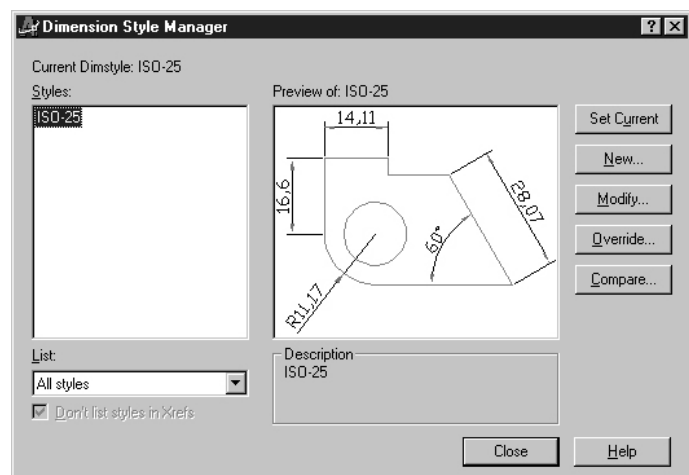 Dimension Style Manager
Current Dimstyle: ISO-25
Styles:
ISO-25
Preview of: ISO-25
14,11
16,6
28,07
60°
R11,17
Set Current
New...
Modify...
Override...
Compare...
List:
All styles
Don't list styles in Xrefs
Description
ISO-25
Close
Help